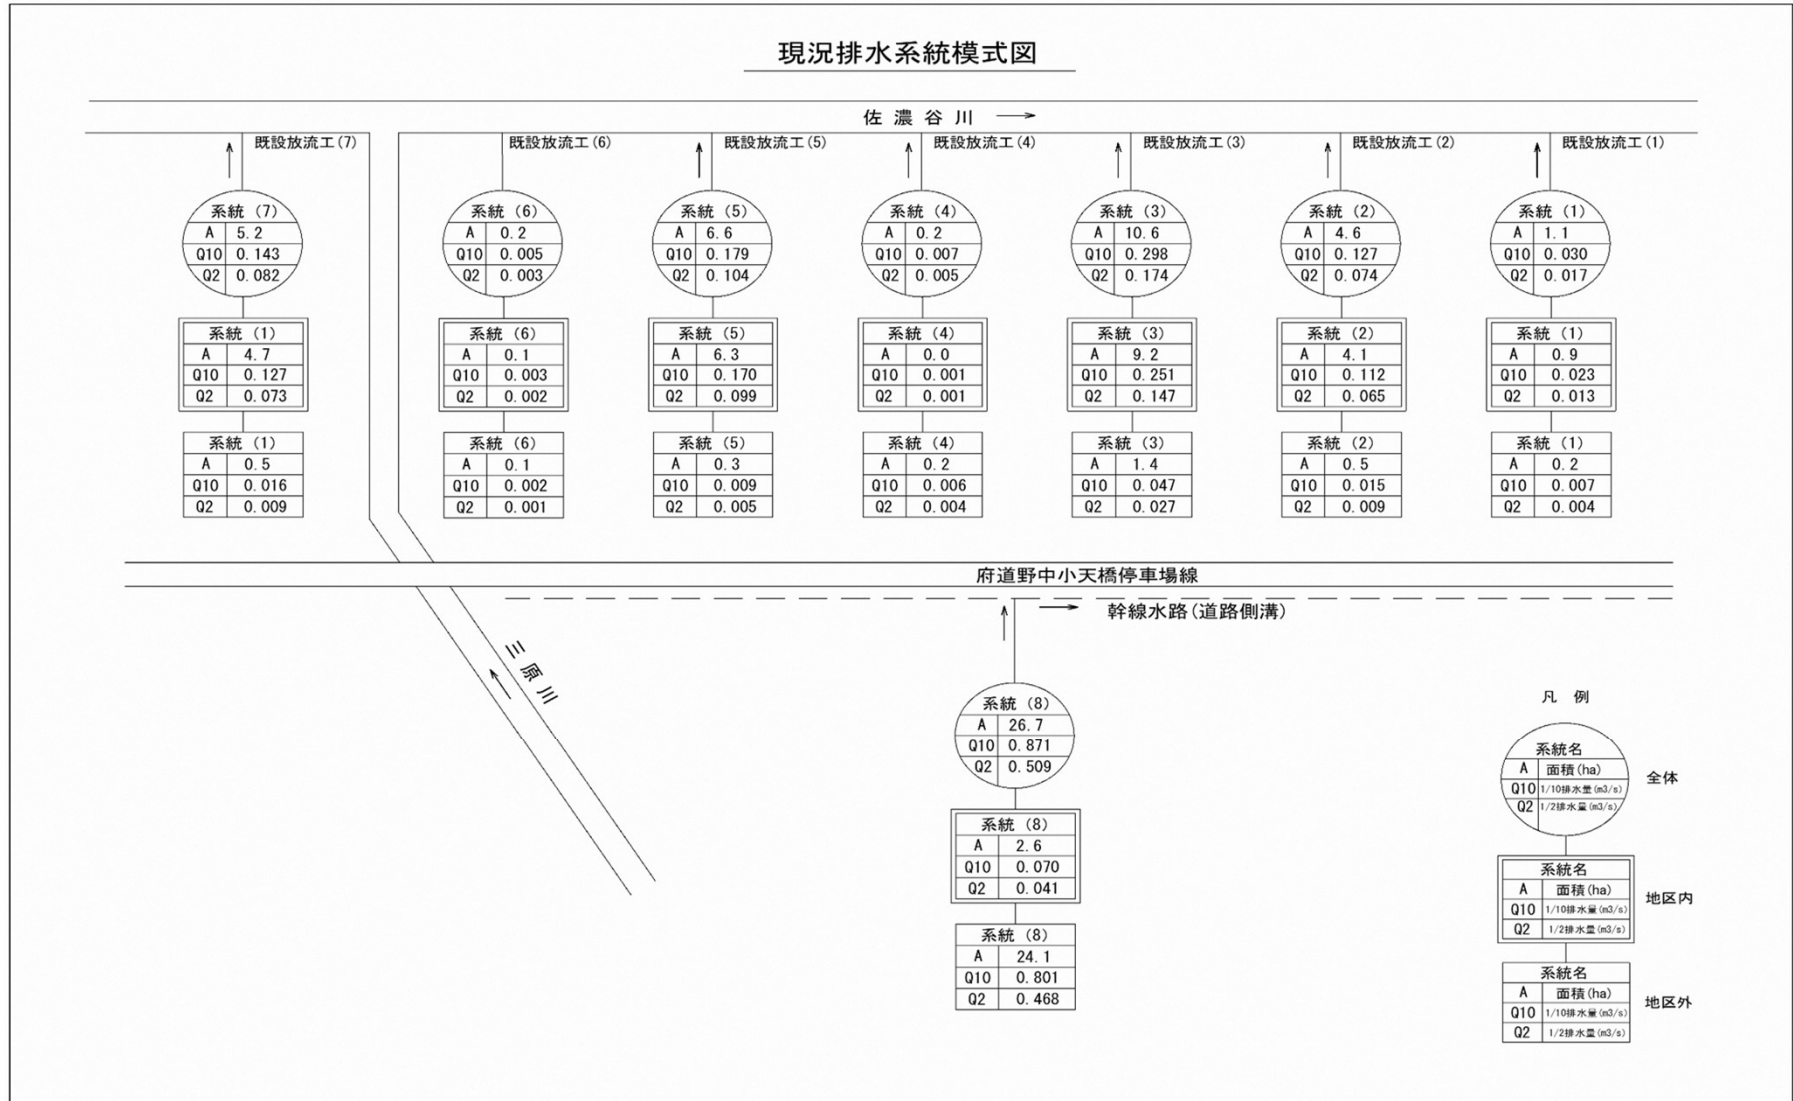 現況排水系統模式図
佐濃谷川
既設放流工(7)
既設放流工(6)
既設放流工(5)
既設放流工(4)
既設放流工(3)
既設放流工(2)
既設放流工(1)
系統 (7)
A 5.2
Q10 0.143
Q2 0.082
系統 (1)
A 4.7
Q10 0.127
Q2 0.073
系統 (1)
A 0.5
Q10 0.016
Q2 0.009
系統 (6)
A 0.2
Q10 0.005
Q2 0.003
系統 (6)
A 0.1
Q10 0.003
Q2 0.002
系統 (6)
A 0.1
Q10 0.002
Q2 0.001
系統 (5)
A 6.6
Q10 0.179
Q2 0.104
系統 (5)
A 6.3
Q10 0.170
Q2 0.099
系統 (5)
A 0.3
Q10 0.009
Q2 0.005
系統 (4)
A 0.2
Q10 0.007
Q2 0.005
系統 (4)
A 0.0
Q10 0.001
Q2 0.001
系統 (4)
A 0.2
Q10 0.006
Q2 0.004
系統 (3)
A 10.6
Q10 0.298
Q2 0.174
系統 (3)
A 9.2
Q10 0.251
Q2 0.147
系統 (3)
A 1.4
Q10 0.047
Q2 0.027
系統 (2)
A 4.6
Q10 0.127
Q2 0.074
系統 (2)
A 4.1
Q10 0.112
Q2 0.065
系統 (2)
A 0.5
Q10 0.015
Q2 0.009
系統 (1)
A 1.1
Q10 0.030
Q2 0.017
系統 (1)
A 0.9
Q10 0.023
Q2 0.013
系統 (1)
A 0.2
Q10 0.007
Q2 0.004
府道野中小天橋停車場線
幹線水路(道路側溝)
三原川
系統 (8)
A 26.7
Q10 0.871
Q2 0.509
系統 (8)
A 2.6
Q10 0.070
Q2 0.041
系統 (8)
A 24.1
Q10 0.801
Q2 0.468
凡例
系統名
A 面積(ha)
Q10 1/10排水量(m3/s)
Q2 1/2排水量(m3/s)
全体
系統名
A 面積(ha)
Q10 1/10排水量(m3/s)
Q2 1/2排水量(m3/s)
地区内
系統名
A 面積(ha)
Q10 1/10排水量(m3/s)
Q2 1/2排水量(m3/s)
地区外